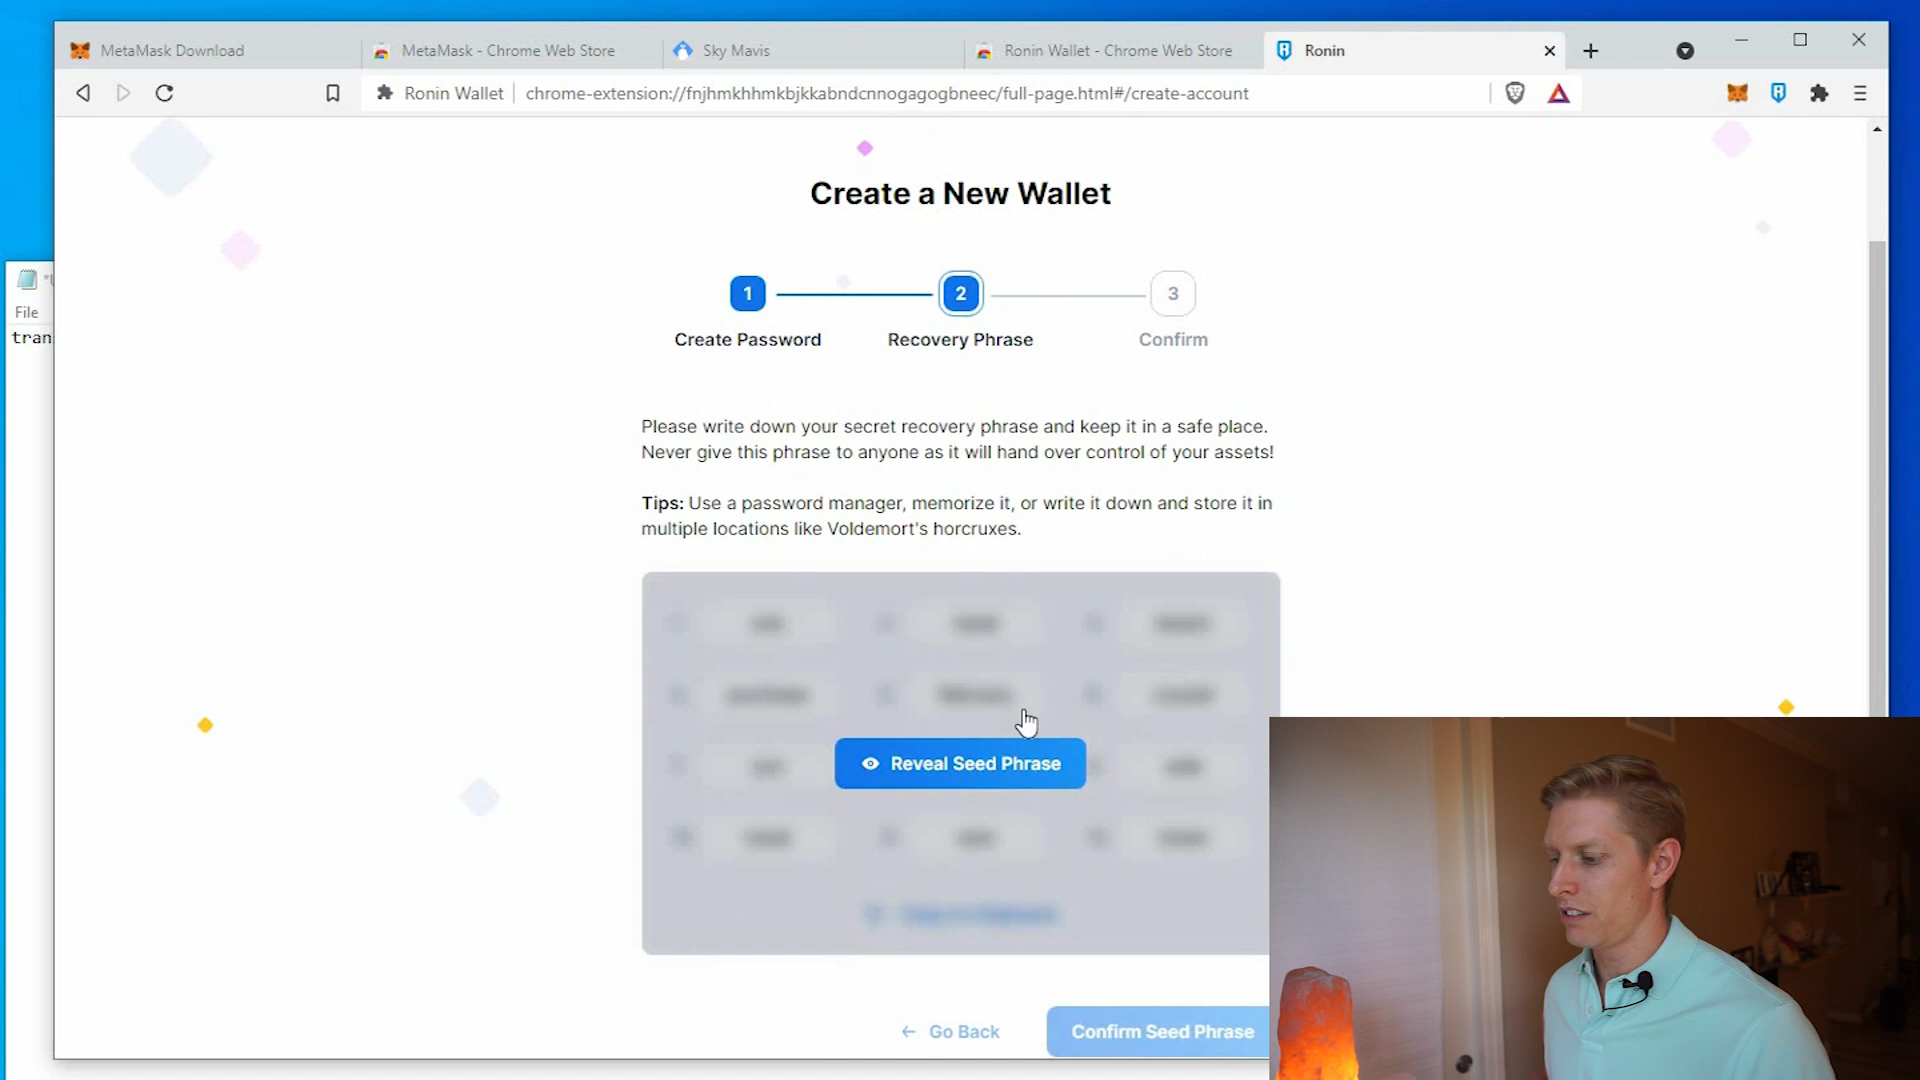 MetaMask Download
MetaMask - Chrome Web Store
Sky Mavis
Ronin Wallet - Chrome Web Store
Ronin
Ronin Wallet
chrome-extension://fnjhmkhhmkbjkkabndcnnogagogbneec/full-page.html#/create-account
File
tran
Create a New Wallet
1
2
3
Create Password
Recovery Phrase
Confirm
Please write down your secret recovery phrase and keep it in a safe place.
Never give this phrase to anyone as it will hand over control of your assets!
Tips: Use a password manager, memorize it, or write it down and store it in
multiple locations like Voldemort's horcruxes.
Reveal Seed Phrase
Go Back
Confirm Seed Phrase